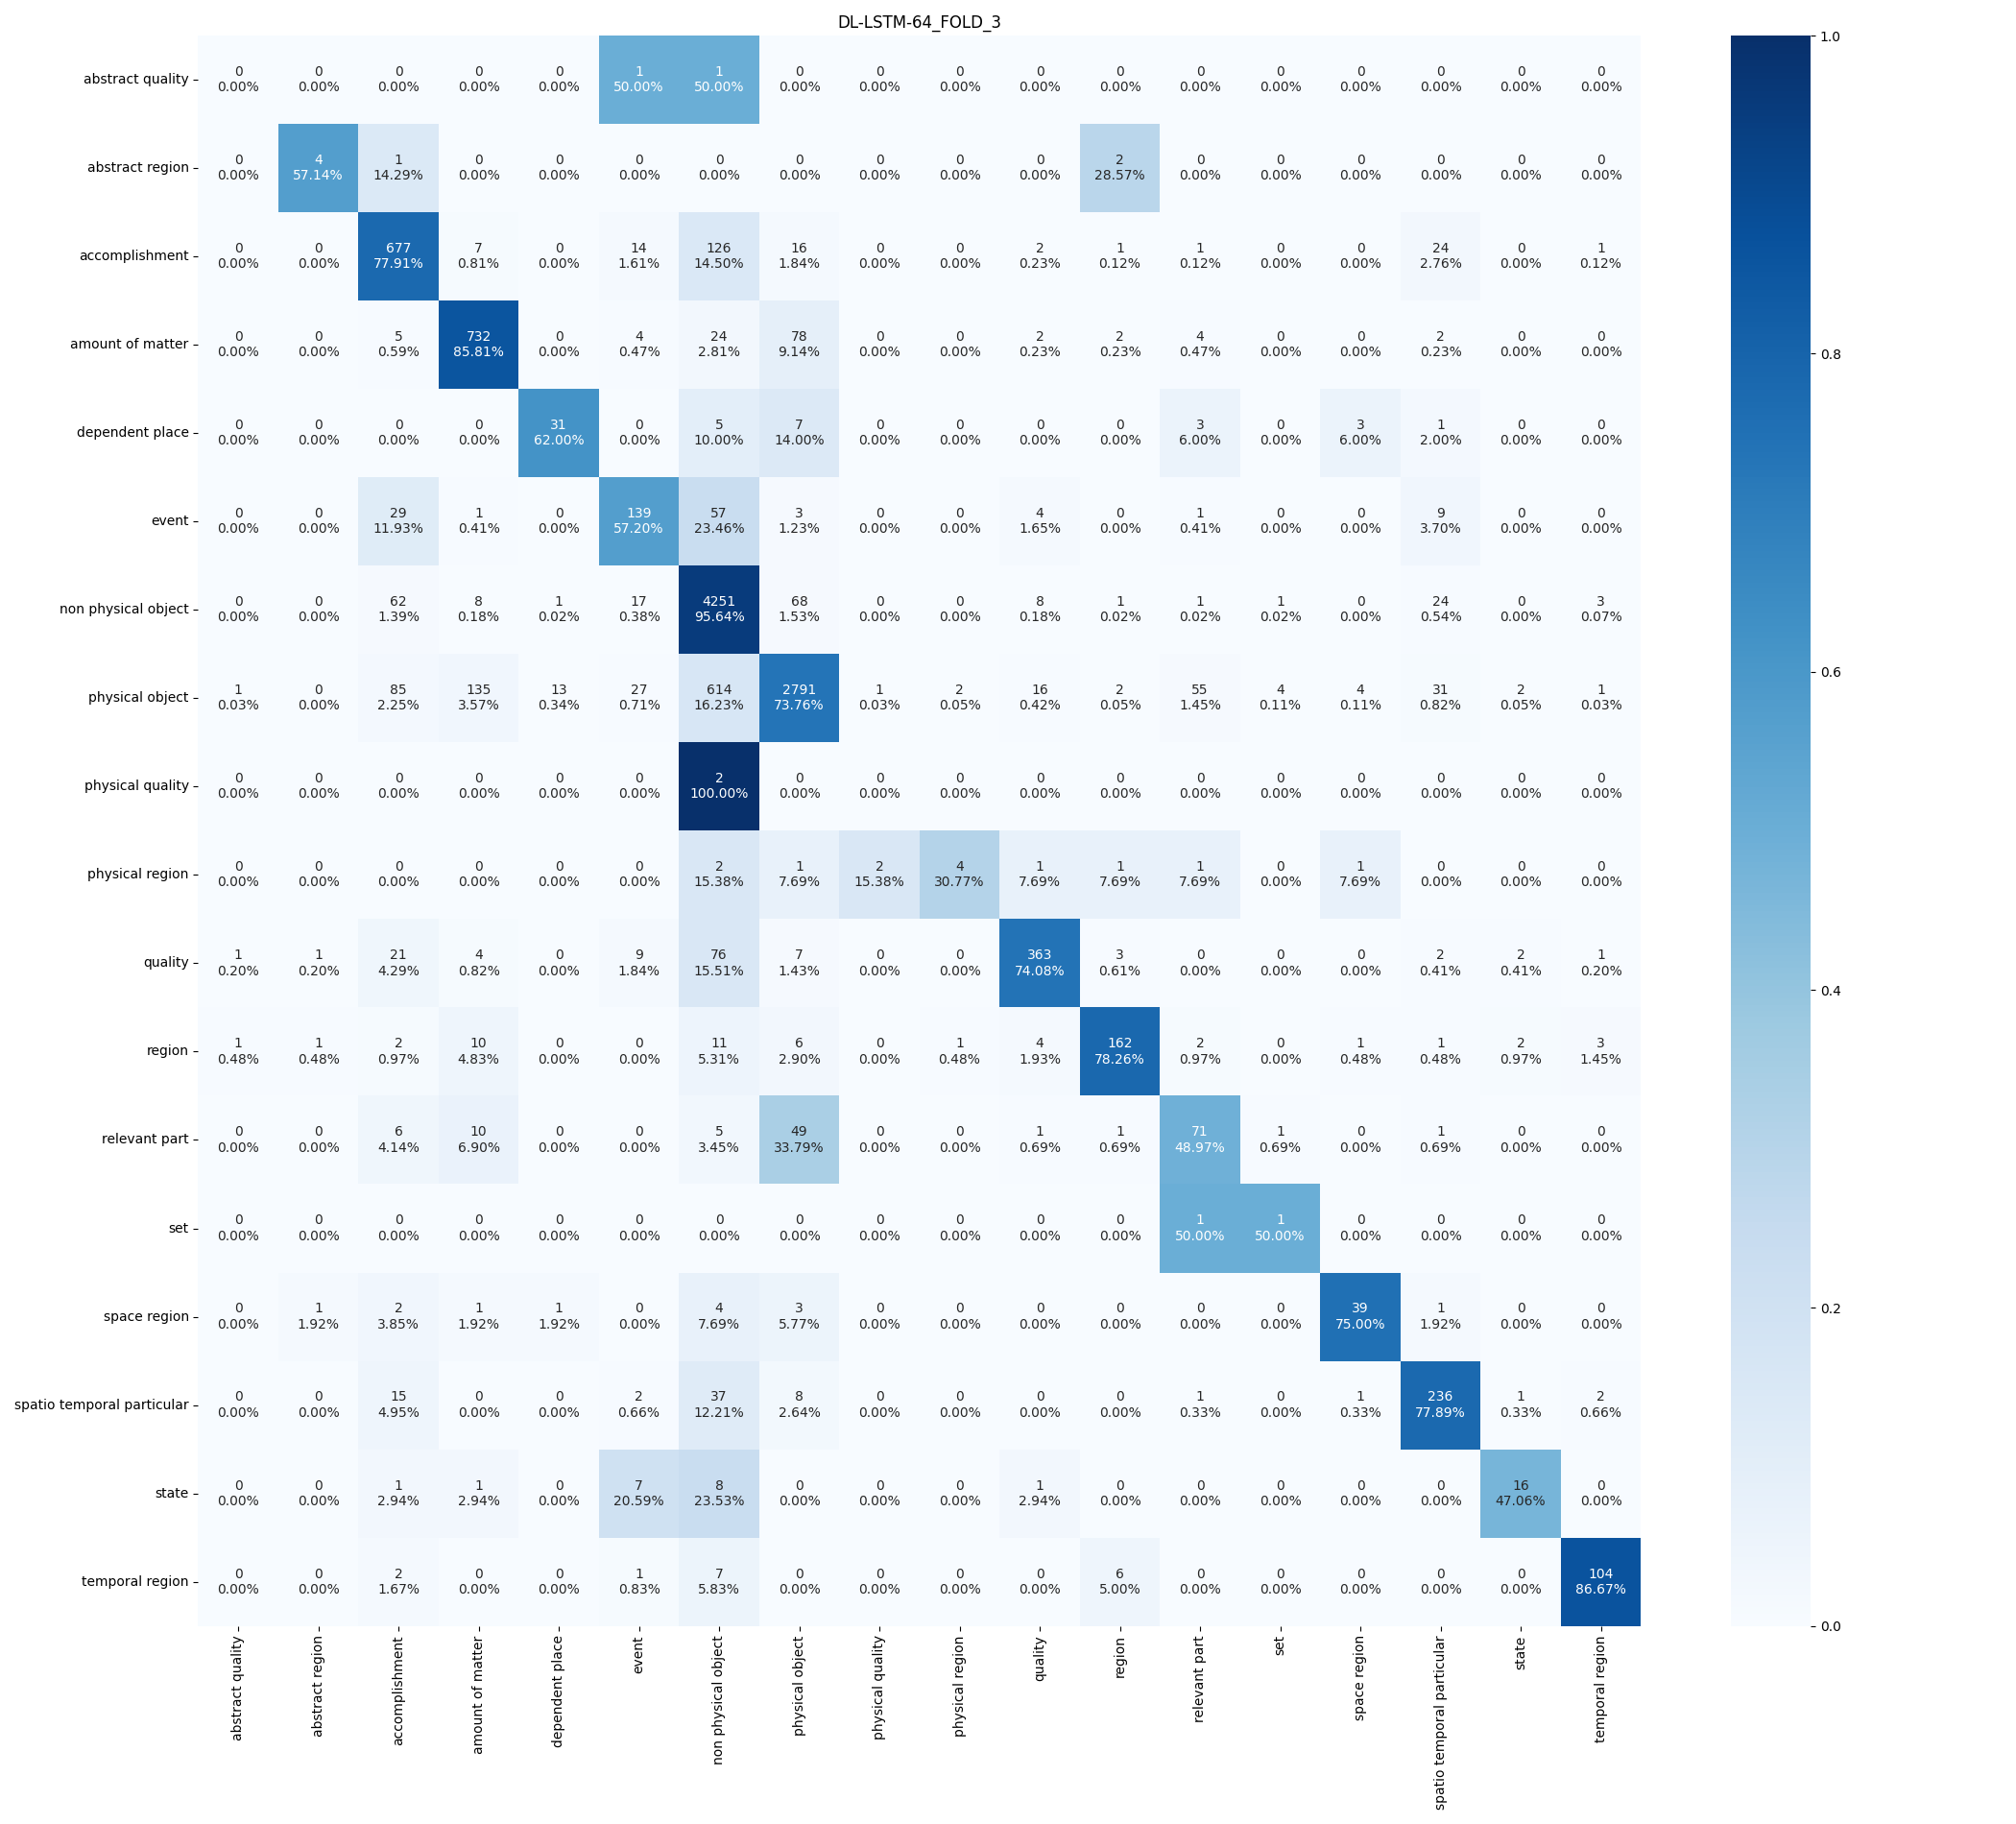 DL-LSTM-64_FOLD_3
abstract quality 0 0 0 0 0 1 1 0 0 0 0 0 0 0 0 0 0 0
0.00% 0.00% 0.00% 0.00% 0.00% 50.00% 50.00% 0.00% 0.00% 0.00% 0.00% 0.00% 0.00% 0.00% 0.00% 0.00% 0.00% 0.00%
abstract region 0 4 1 0 0 0 0 0 0 0 0 2 0 0 0 0 0 0
0.00% 57.14% 14.29% 0.00% 0.00% 0.00% 0.00% 0.00% 0.00% 0.00% 0.00% 28.57% 0.00% 0.00% 0.00% 0.00% 0.00% 0.00%
accomplishment 0 0 677 7 0 14 126 16 0 0 2 1 1 0 0 24 0 1
0.00% 0.00% 77.91% 0.81% 0.00% 1.61% 14.50% 1.84% 0.00% 0.00% 0.23% 0.12% 0.12% 0.00% 0.00% 2.76% 0.00% 0.12%
amount of matter 0 0 5 732 0 4 24 78 0 0 2 2 4 0 0 2 0 0
0.00% 0.00% 0.59% 85.81% 0.00% 0.47% 2.81% 9.14% 0.00% 0.00% 0.23% 0.23% 0.47% 0.00% 0.00% 0.23% 0.00% 0.00%
dependent place 0 0 0 0 31 0 5 7 0 0 0 0 3 0 3 1 0 0
0.00% 0.00% 0.00% 0.00% 62.00% 0.00% 10.00% 14.00% 0.00% 0.00% 0.00% 0.00% 6.00% 0.00% 6.00% 2.00% 0.00% 0.00%
event 0 0 29 1 0 139 57 3 0 0 4 0 1 0 0 9 0 0
0.00% 0.00% 11.93% 0.41% 0.00% 57.20% 23.46% 1.23% 0.00% 0.00% 1.65% 0.00% 0.41% 0.00% 0.00% 3.70% 0.00% 0.00%
non physical object 0 0 62 8 1 17 4251 68 0 0 8 1 1 1 0 24 0 3
0.00% 0.00% 1.39% 0.18% 0.02% 0.38% 95.64% 1.53% 0.00% 0.00% 0.18% 0.02% 0.02% 0.02% 0.00% 0.54% 0.00% 0.07%
physical object 1 0 85 135 13 27 614 2791 1 2 16 2 55 4 4 31 2 1
0.03% 0.00% 2.25% 3.57% 0.34% 0.71% 16.23% 73.76% 0.03% 0.05% 0.42% 0.05% 1.45% 0.11% 0.11% 0.82% 0.05% 0.03%
physical quality 0 0 0 0 0 0 2 0 0 0 0 0 0 0 0 0 0 0
0.00% 0.00% 0.00% 0.00% 0.00% 0.00% 100.00% 0.00% 0.00% 0.00% 0.00% 0.00% 0.00% 0.00% 0.00% 0.00% 0.00% 0.00%
physical region 0 0 0 0 0 0 2 1 2 4 1 1 1 0 1 0 0 0
0.00% 0.00% 0.00% 0.00% 0.00% 0.00% 15.38% 7.69% 15.38% 30.77% 7.69% 7.69% 7.69% 0.00% 7.69% 0.00% 0.00% 0.00%
quality 1 1 21 4 0 9 76 7 0 0 363 3 0 0 0 2 2 1
0.20% 0.20% 4.29% 0.82% 0.00% 1.84% 15.51% 1.43% 0.00% 0.00% 74.08% 0.61% 0.00% 0.00% 0.00% 0.41% 0.41% 0.20%
region 1 1 2 10 0 0 11 6 0 1 4 162 2 0 1 1 2 3
0.48% 0.48% 0.97% 4.83% 0.00% 0.00% 5.31% 2.90% 0.00% 0.48% 1.93% 78.26% 0.97% 0.00% 0.48% 0.48% 0.97% 1.45%
relevant part 0 0 6 10 0 0 5 49 0 0 1 1 71 1 0 1 0 0
0.00% 0.00% 4.14% 6.90% 0.00% 0.00% 3.45% 33.79% 0.00% 0.00% 0.69% 0.69% 48.97% 0.69% 0.00% 0.69% 0.00% 0.00%
set 0 0 0 0 0 0 0 0 0 0 0 0 1 1 0 0 0 0
0.00% 0.00% 0.00% 0.00% 0.00% 0.00% 0.00% 0.00% 0.00% 0.00% 0.00% 0.00% 50.00% 50.00% 0.00% 0.00% 0.00% 0.00%
space region 0 1 2 1 1 0 4 3 0 0 0 0 0 0 39 1 0 0
0.00% 1.92% 3.85% 1.92% 1.92% 0.00% 7.69% 5.77% 0.00% 0.00% 0.00% 0.00% 0.00% 0.00% 75.00% 1.92% 0.00% 0.00%
spatio temporal particular 0 0 15 0 0 2 37 8 0 0 0 0 1 0 1 236 1 2
0.00% 0.00% 4.95% 0.00% 0.00% 0.66% 12.21% 2.64% 0.00% 0.00% 0.00% 0.00% 0.33% 0.00% 0.33% 77.89% 0.33% 0.66%
state 0 0 1 1 0 7 8 0 0 0 1 0 0 0 0 0 16 0
0.00% 0.00% 2.94% 2.94% 0.00% 20.59% 23.53% 0.00% 0.00% 0.00% 2.94% 0.00% 0.00% 0.00% 0.00% 0.00% 47.06% 0.00%
temporal region 0 0 2 0 0 1 7 0 0 0 0 6 0 0 0 0 0 104
0.00% 0.00% 1.67% 0.00% 0.00% 0.83% 5.83% 0.00% 0.00% 0.00% 0.00% 5.00% 0.00% 0.00% 0.00% 0.00% 0.00% 86.67%
abstract quality
abstract region
accomplishment
amount of matter
dependent place
event
non physical object
physical object
physical quality
physical region
quality
region
relevant part
set
space region
spatio temporal particular
state
temporal region
1.0
0.8
0.6
0.4
0.2
0.0